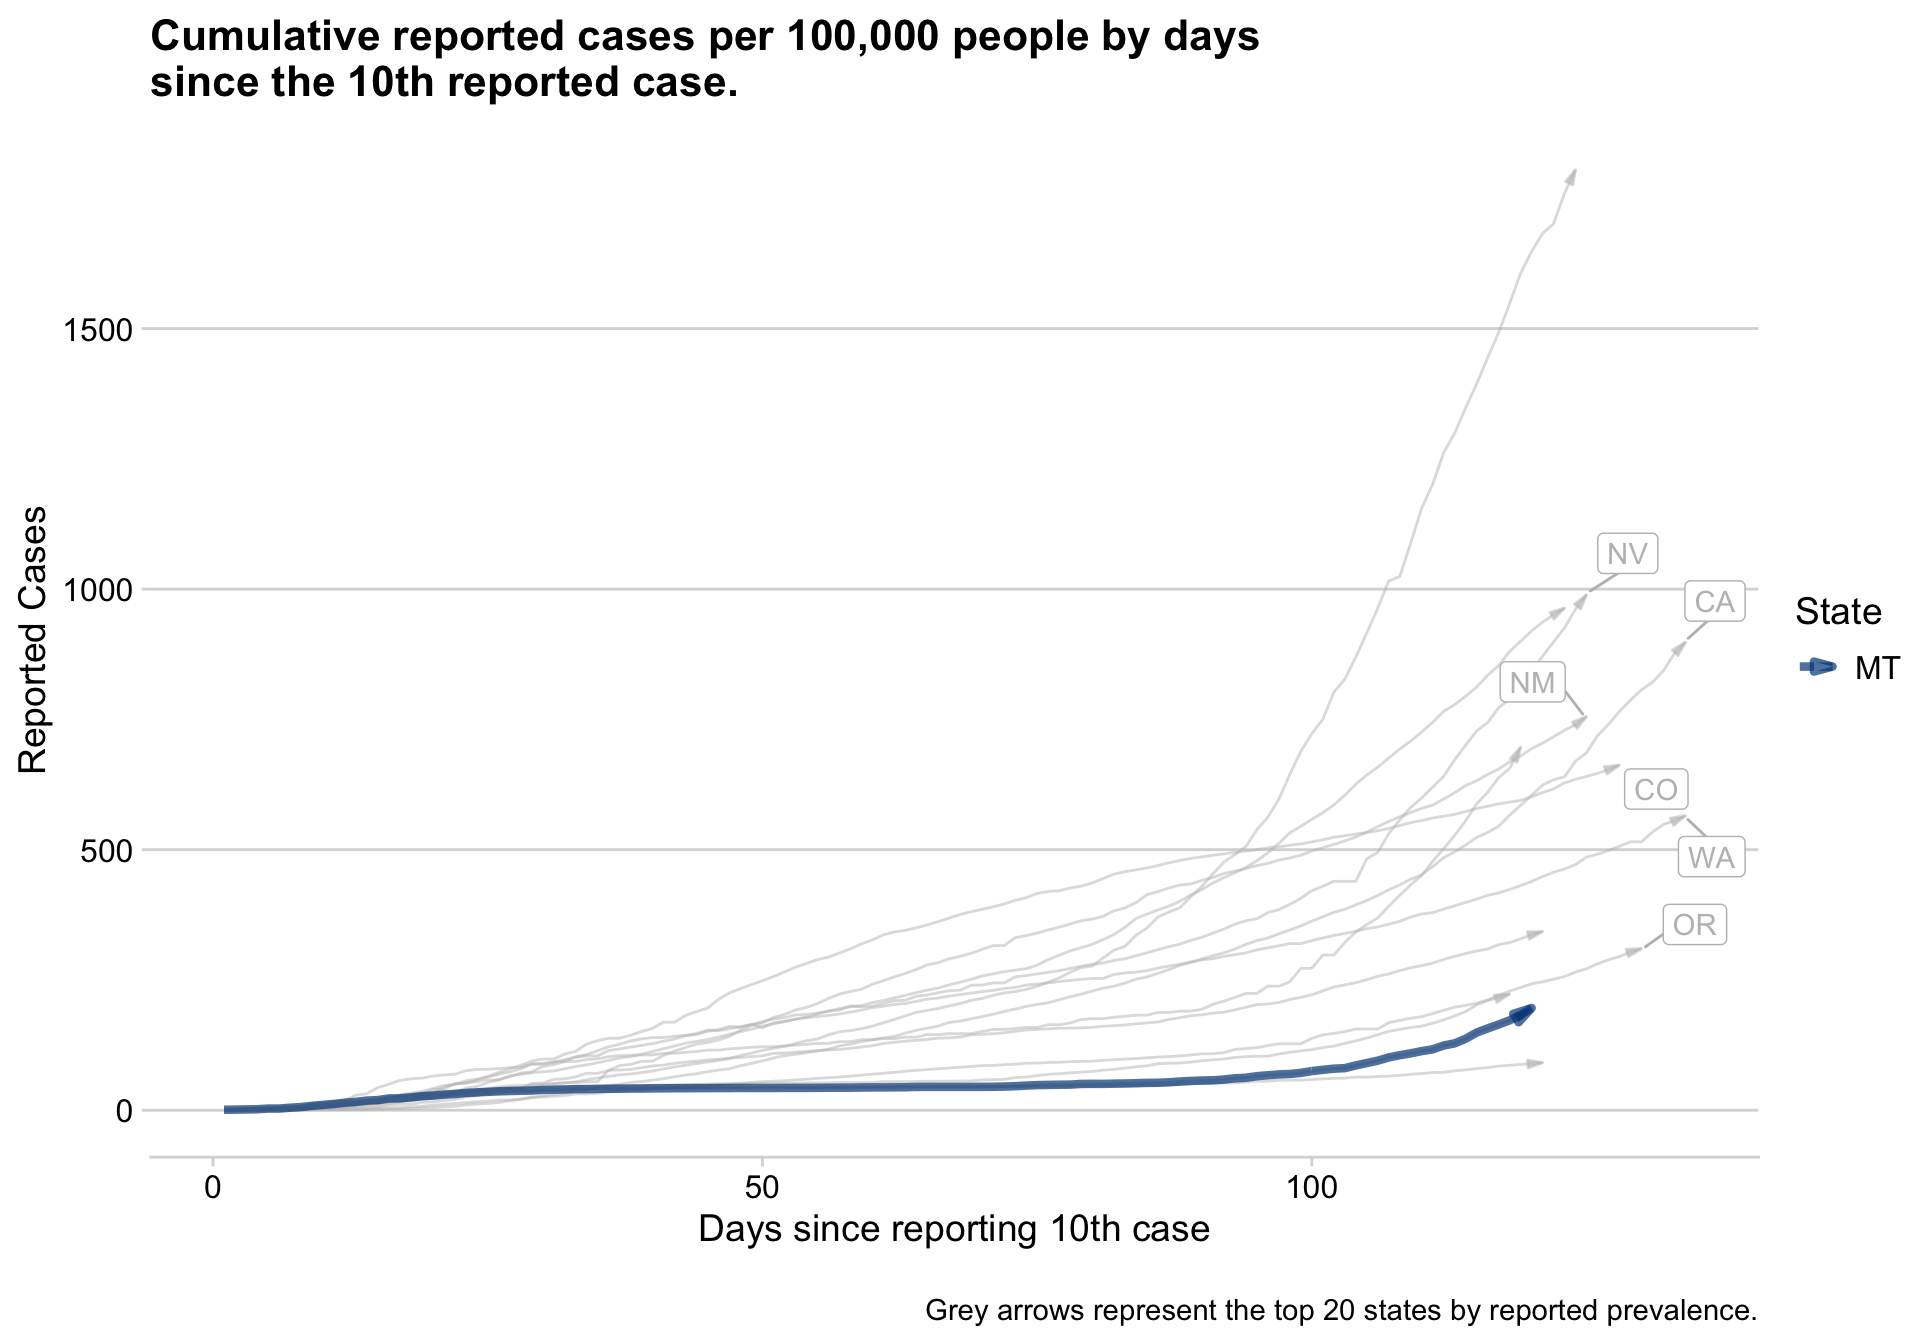 Cumulative reported cases per 100,000 people by days
since the 10th reported case.
Reported Cases
1500
1000
500
0
NV
CA
NM
CO
WA
OR
State
MT
0
50
100
Days since reporting 10th case
Grey arrows represent the top 20 states by reported prevalence.